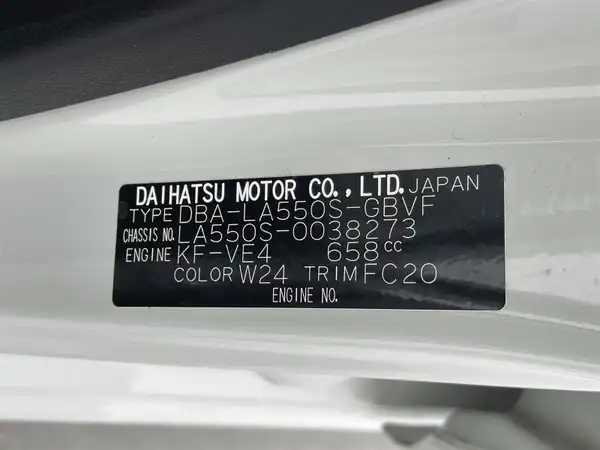 DAIHATSU MOTOR CO., LTD. JAPAN
TYPE DBA-LA550S-GBVF
CHASSIS NO. LA550S-0038273
ENGINE KF-VE4 658cc
COLOR W24 TRIM FC20
ENGINE NO.